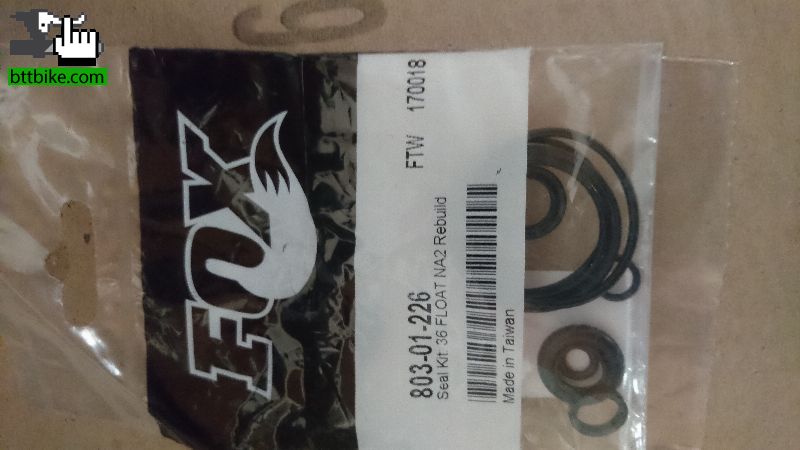 bttbike.com
FOX
803-01-226
FTW 170018
Seal Kit: 36 FLOAT NA2 Rebuild
Made in Taiwan